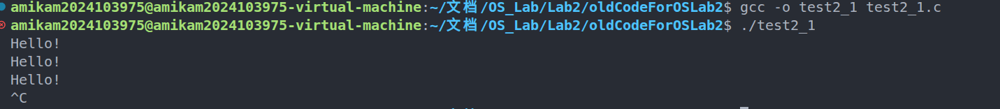 amikam2024103975@amikam2024103975-virtual-machine:~/文档/OS_Lab/Lab2/oldCodeForOSLab2$ gcc -o test2_1 test2_1.c
amikam2024103975@amikam2024103975-virtual-machine:~/文档/OS_Lab/Lab2/oldCodeForOSLab2$ ./test2_1
Hello!
Hello!
Hello!
^C